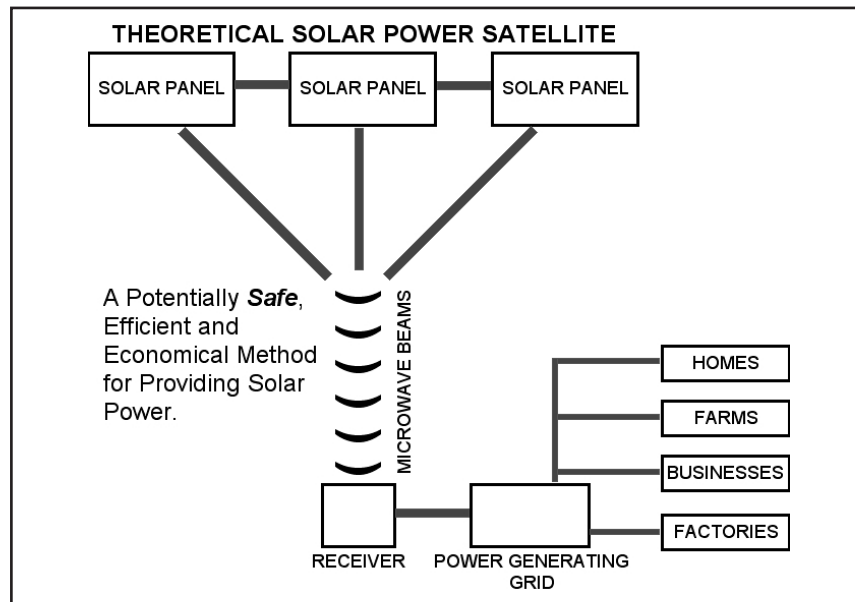 THEORETICAL SOLAR POWER SATELLITE
SOLAR PANEL
SOLAR PANEL
SOLAR PANEL
A Potentially Safe,
Efficient and
Economical Method
for Providing Solar
Power.
MICROWAVE BEAMS
HOMES
FARMS
BUSINESSES
FACTORIES
RECEIVER
POWER GENERATING
GRID